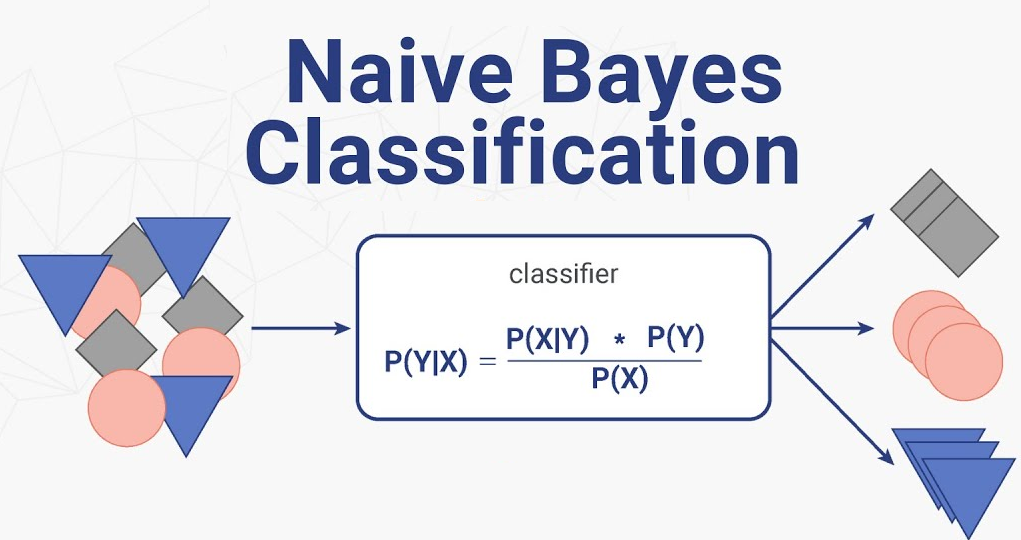 Naive Bayes
Classification
classifier
P(Y|X) = P(X|Y) * P(Y)
P(X)